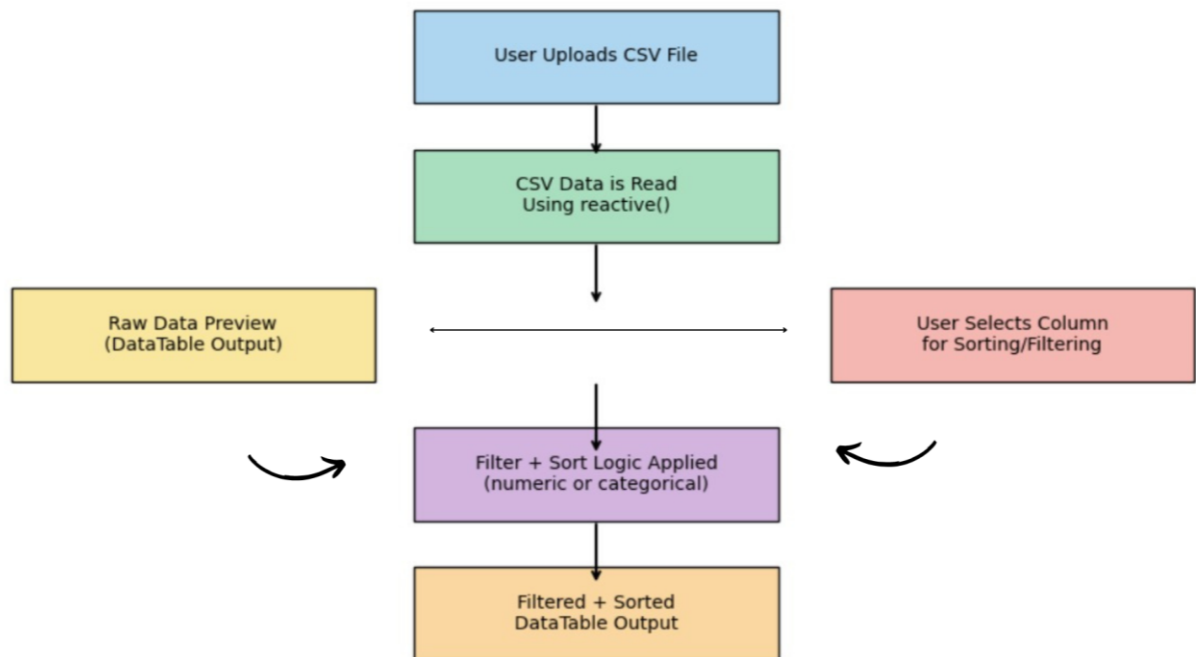 User Uploads CSV File
CSV Data is Read
Using reactive()
Raw Data Preview
(DataTable Output)
User Selects Column
for Sorting/Filtering
Filter + Sort Logic Applied
(numeric or categorical)
Filtered + Sorted
DataTable Output